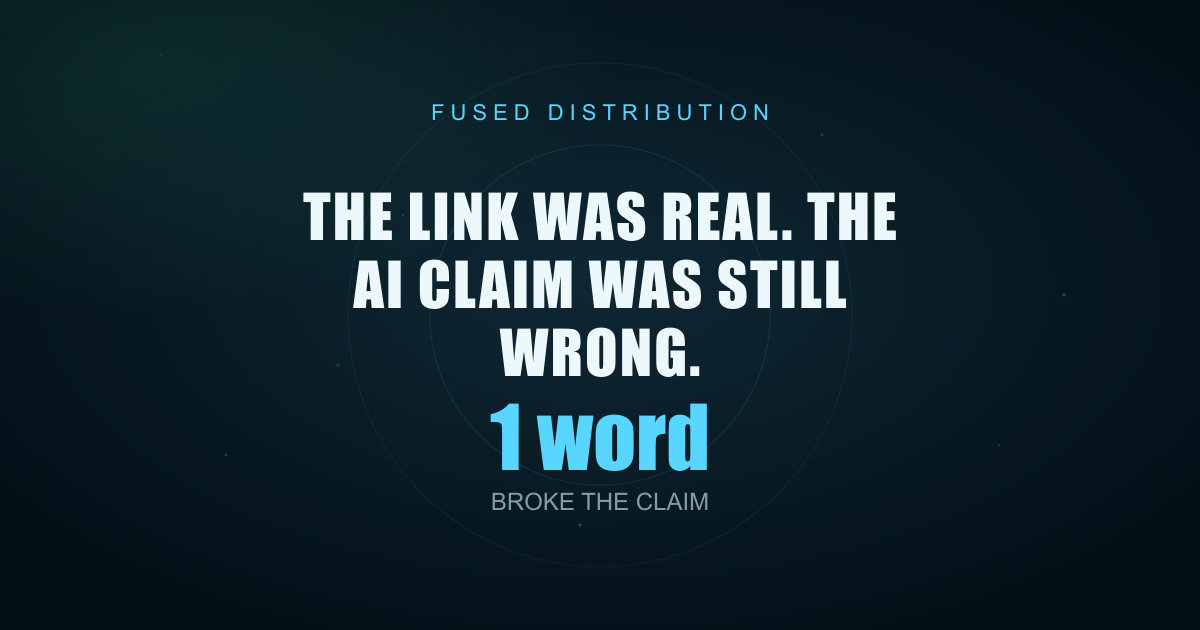 FUSED DISTRIBUTION
THE LINK WAS REAL. THE
AI CLAIM WAS STILL
WRONG.
1 word
BROKE THE CLAIM